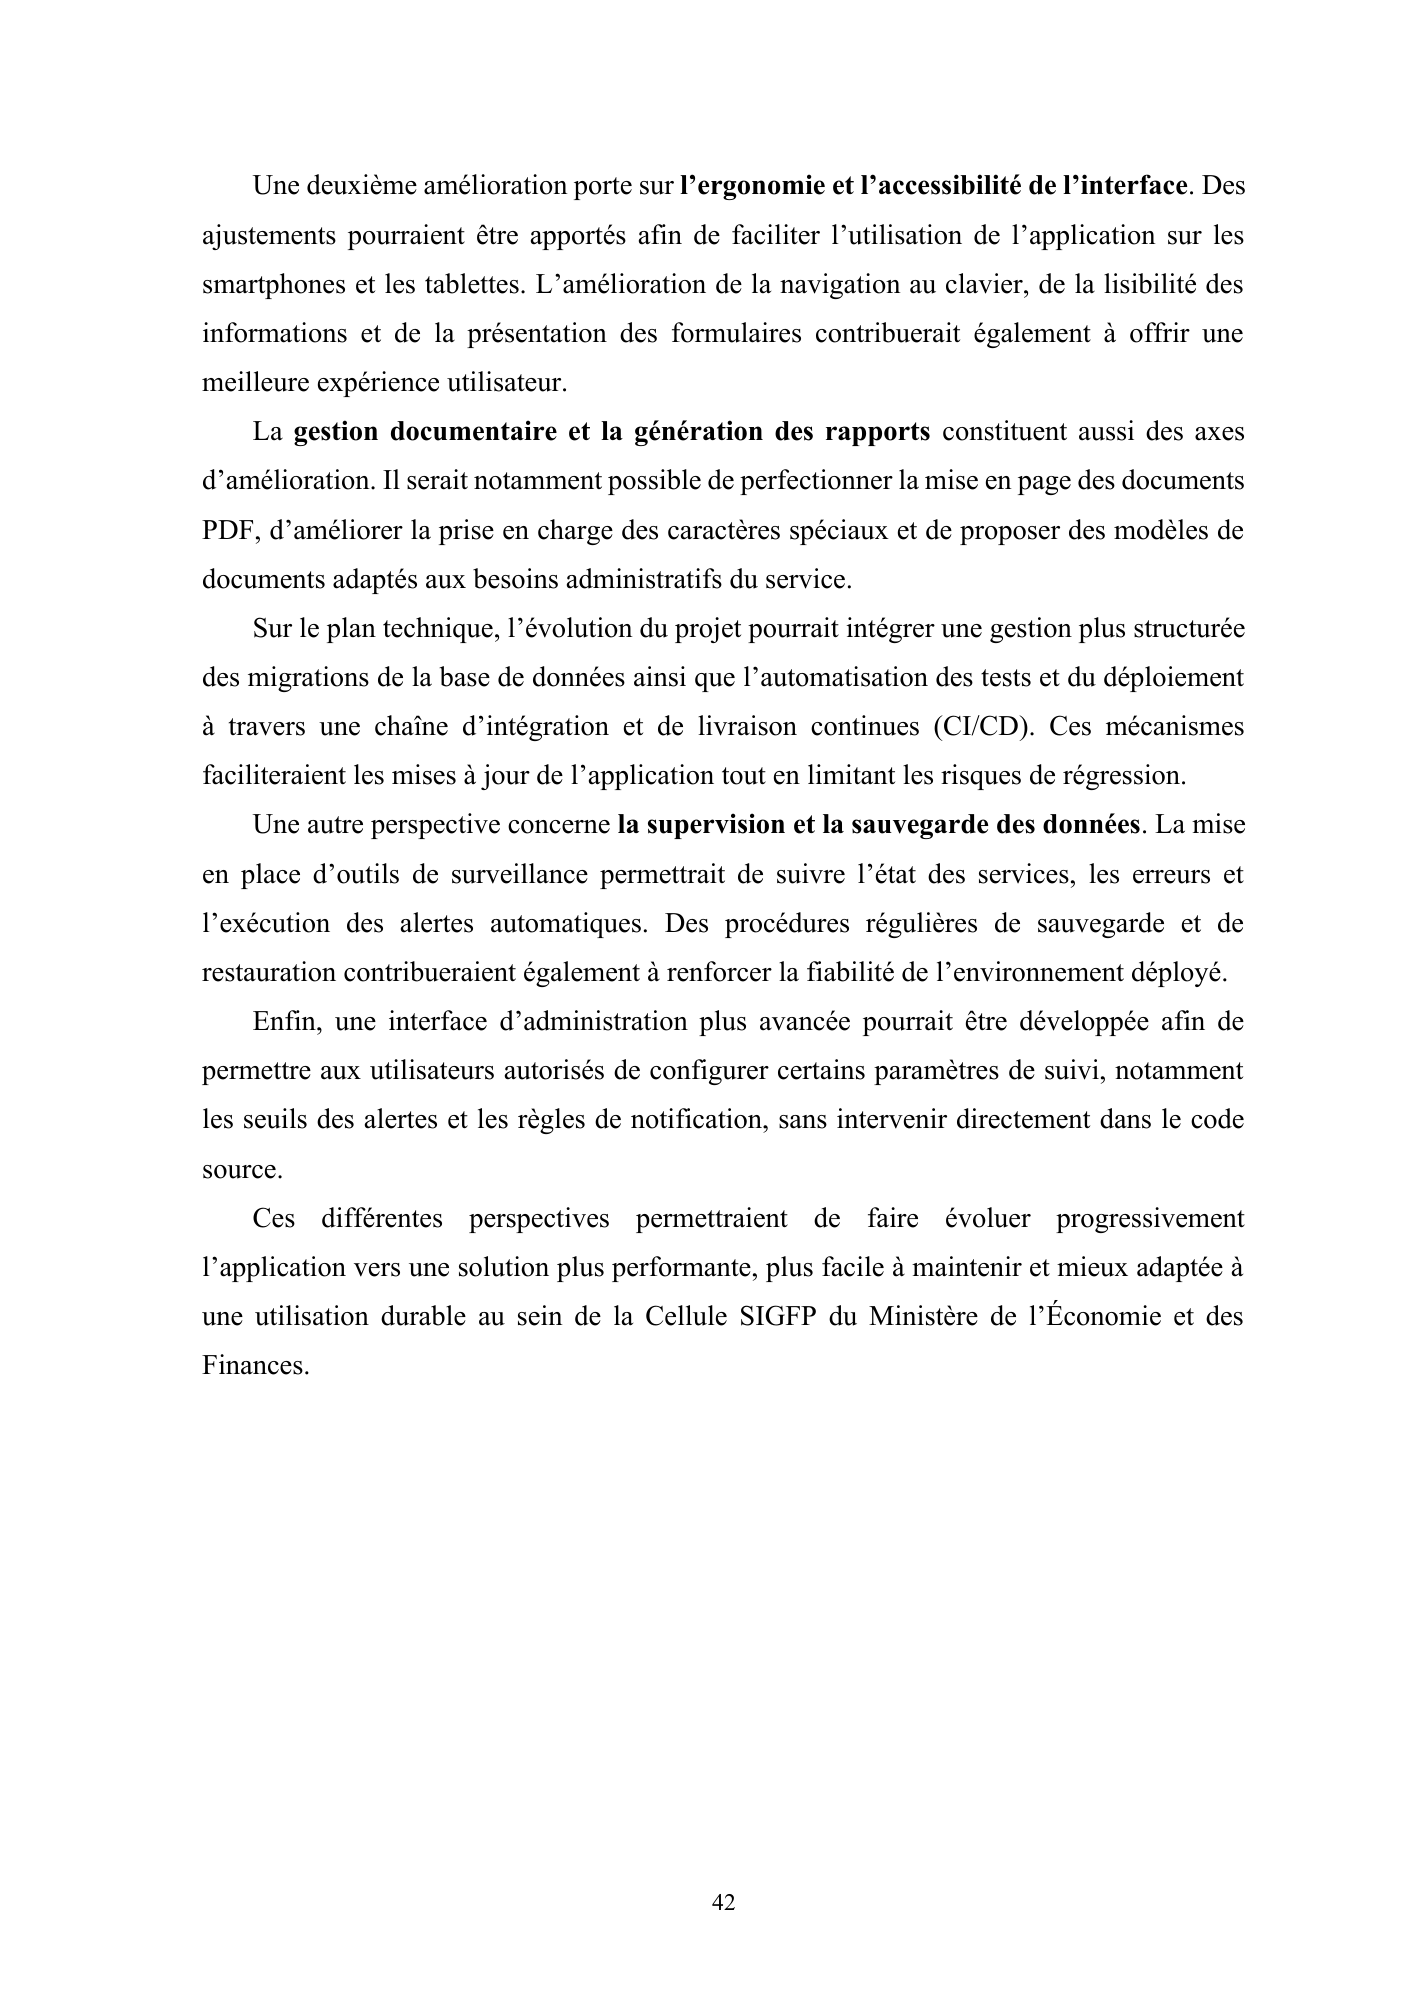 Une deuxième amélioration porte sur l’ergonomie et l’accessibilité de l’interface. Des
ajustements pourraient être apportés afin de faciliter l’utilisation de l’application sur les
smartphones et les tablettes. L’amélioration de la navigation au clavier, de la lisibilité des
informations et de la présentation des formulaires contribuerait également à offrir une
meilleure expérience utilisateur.
La gestion documentaire et la génération des rapports constituent aussi des axes
d’amélioration. Il serait notamment possible de perfectionner la mise en page des documents
PDF, d’améliorer la prise en charge des caractères spéciaux et de proposer des modèles de
documents adaptés aux besoins administratifs du service.
Sur le plan technique, l’évolution du projet pourrait intégrer une gestion plus structurée
des migrations de la base de données ainsi que l’automatisation des tests et du déploiement
à travers une chaîne d’intégration et de livraison continues (CI/CD). Ces mécanismes
faciliteraient les mises à jour de l’application tout en limitant les risques de régression.
Une autre perspective concerne la supervision et la sauvegarde des données. La mise
en place d’outils de surveillance permettrait de suivre l’état des services, les erreurs et
l’exécution des alertes automatiques. Des procédures régulières de sauvegarde et de
restauration contribueraient également à renforcer la fiabilité de l’environnement déployé.
Enfin, une interface d’administration plus avancée pourrait être développée afin de
permettre aux utilisateurs autorisés de configurer certains paramètres de suivi, notamment
les seuils des alertes et les règles de notification, sans intervenir directement dans le code
source.
Ces différentes perspectives permettraient de faire évoluer progressivement
l’application vers une solution plus performante, plus facile à maintenir et mieux adaptée à
une utilisation durable au sein de la Cellule SIGFP du Ministère de l’Économie et des
Finances.
42